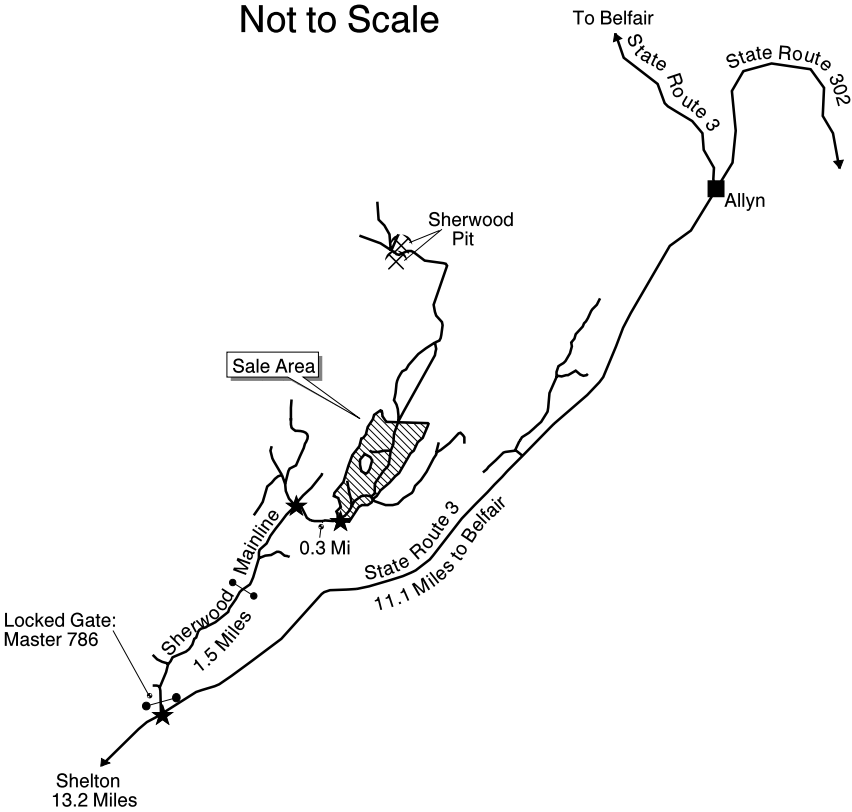 Not to Scale
To Belfair
State Route 3
State Route 302
Allyn
Sherwood
Pit
Sale Area
0.3 Mi
Sherwood Mainline
1.5 Miles
State Route 3
11.1 Miles to Belfair
Locked Gate:
Master 786
Shelton
13.2 Miles